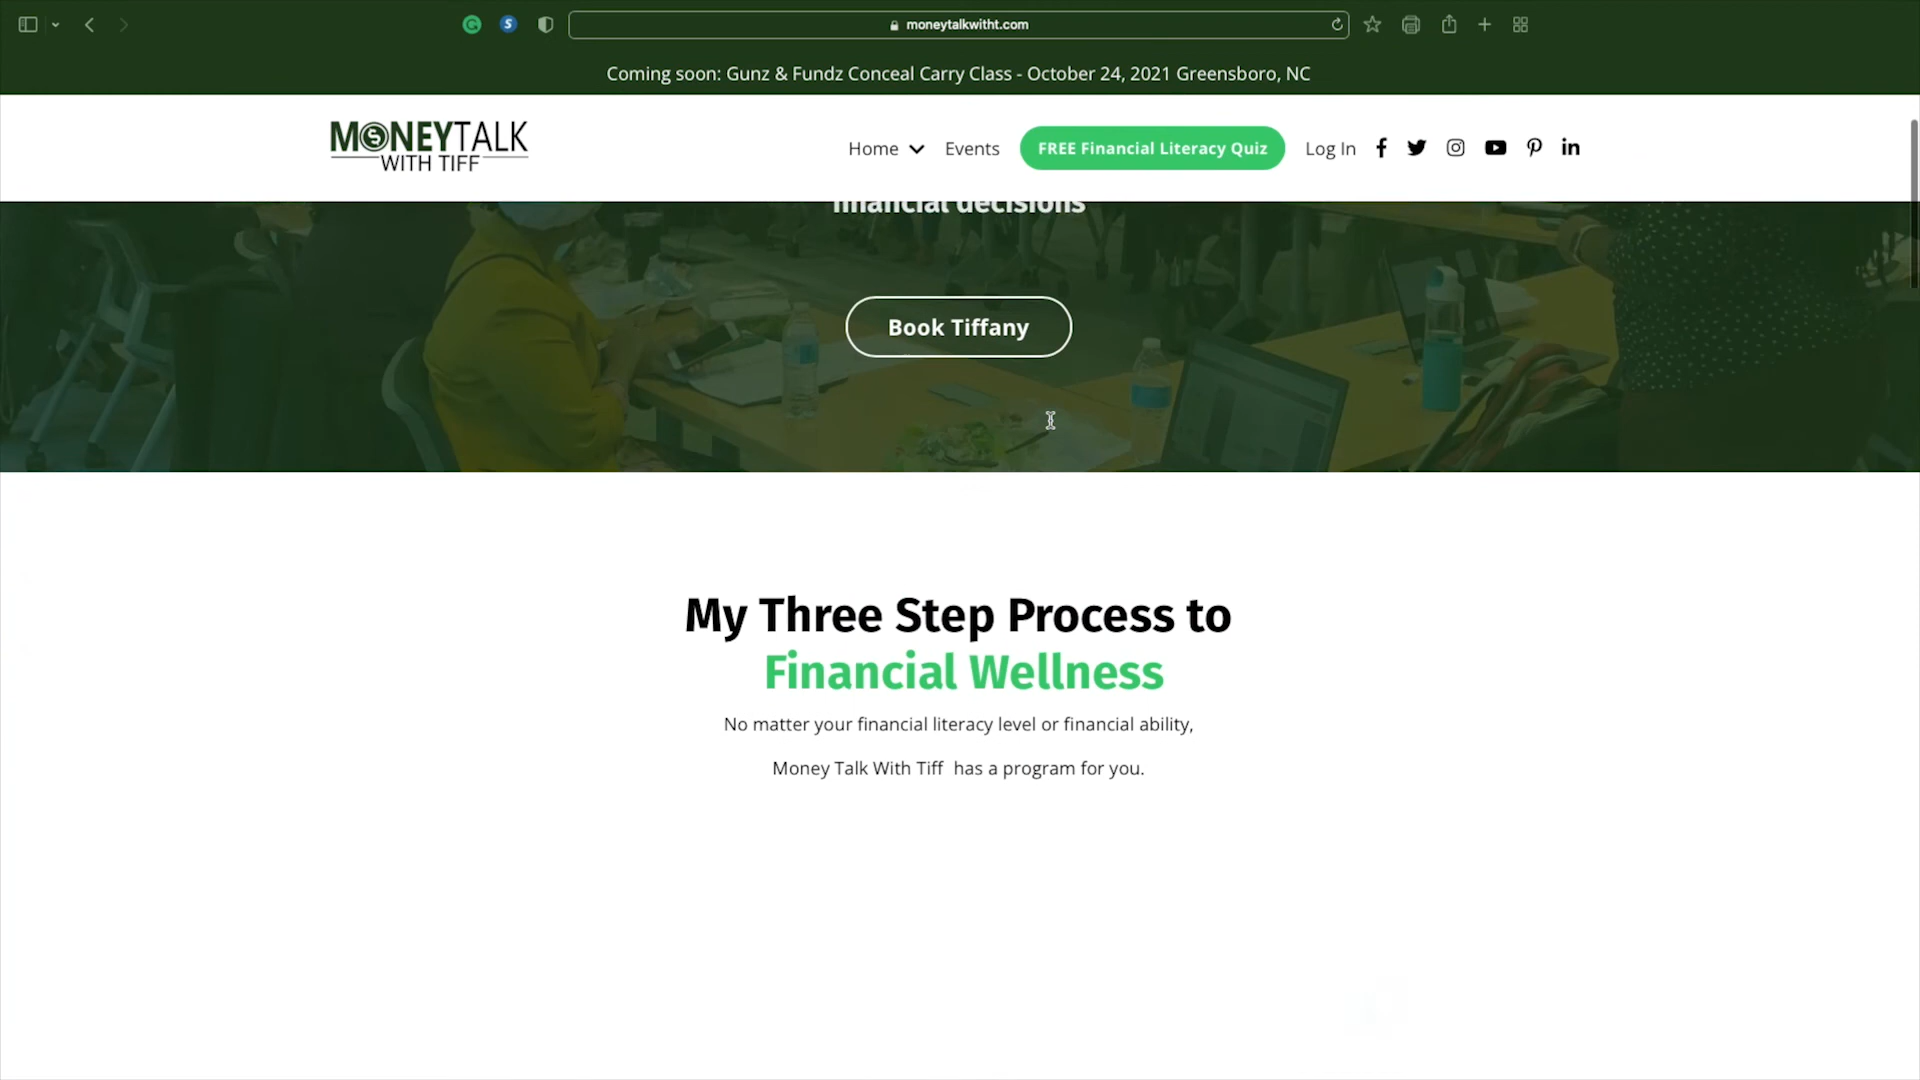 moneytalkwitht.com
Coming soon: Gunz & Fundz Conceal Carry Class - October 24, 2021 Greensboro, NC
MONEYTALK
WITH TIFF
Home
Events
FREE Financial Literacy Quiz
Log In
financial decisions
Book Tiffany
My Three Step Process to
Financial Wellness
No matter your financial literacy level or financial ability,
Money Talk With Tiff has a program for you.